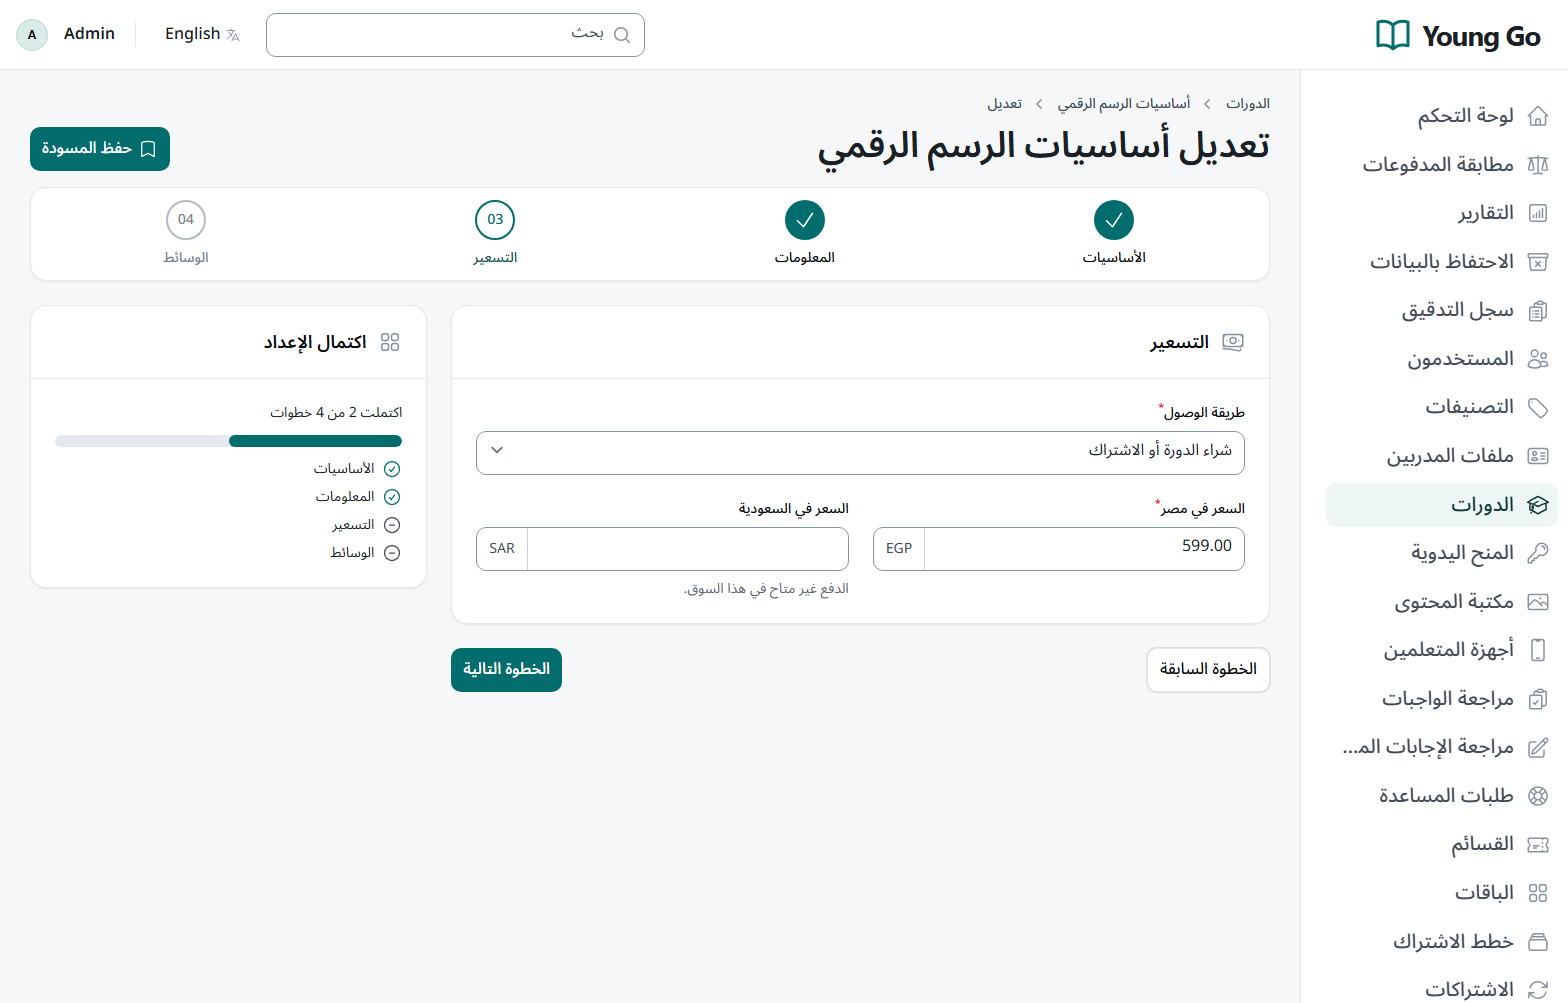 Young Go
بحث
English
Admin
A
لوحة التحكم
مطابقة المدفوعات
التقارير
الاحتفاظ بالبيانات
سجل التدقيق
المستخدمون
التصنيفات
ملفات المدربين
الدورات
المنح اليدوية
مكتبة المحتوى
أجهزة المتعلمين
مراجعة الواجبات
مراجعة الإجابات الم...
طلبات المساعدة
القسائم
الباقات
خطط الاشتراك
الاشتراكات
الدورات
أساسيات الرسم الرقمي
تعديل
تعديل أساسيات الرسم الرقمي
حفظ المسودة
الأساسيات
المعلومات
03
التسعير
04
الوسائط
التسعير
طريقة الوصول*
شراء الدورة أو الاشتراك
السعر في مصر*
599.00
EGP
السعر في السعودية
SAR
الدفع غير متاح في هذا السوق.
الخطوة السابقة
الخطوة التالية
اكتمال الإعداد
اكتملت 2 من 4 خطوات
الأساسيات
المعلومات
التسعير
الوسائط